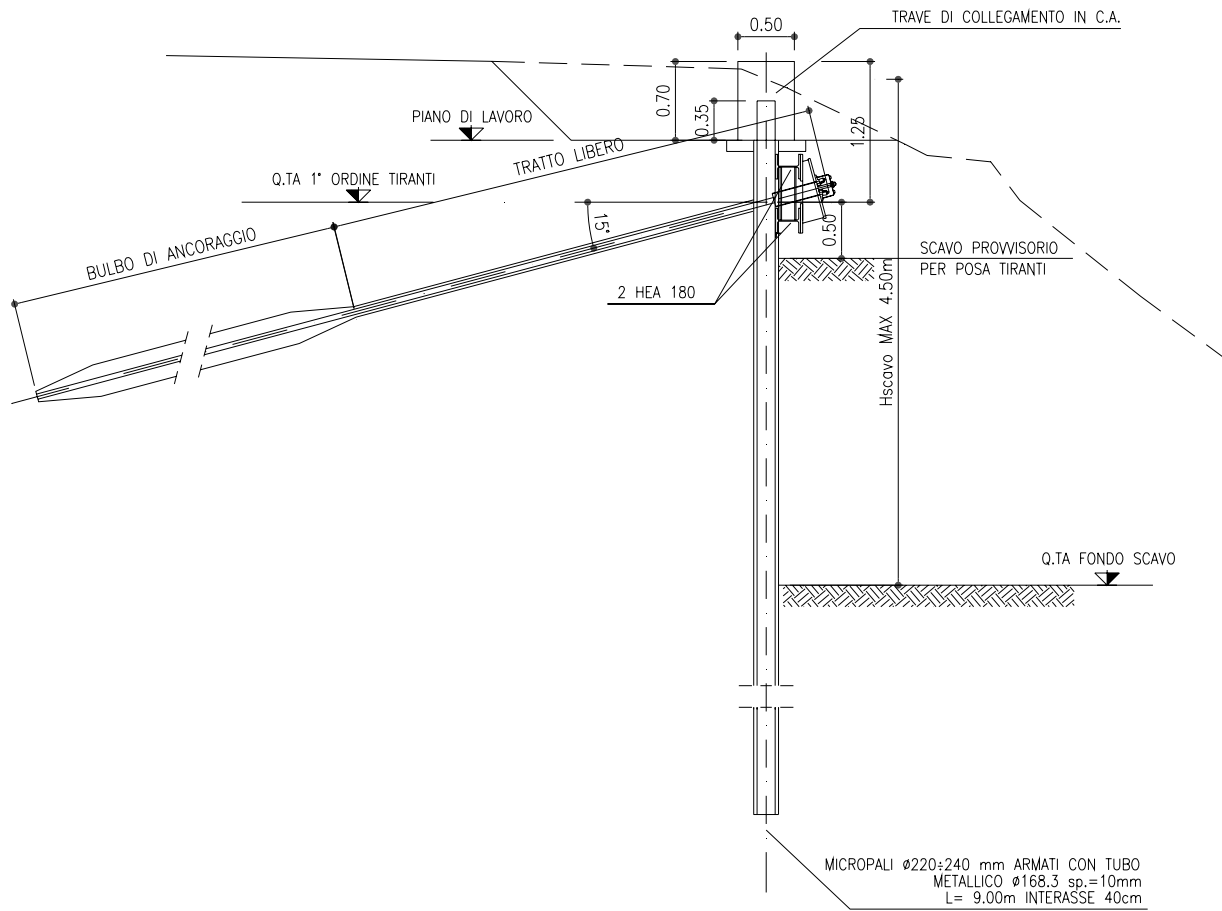 0.50
TRAVE DI COLLEGAMENTO IN C.A.
0.70
0.35
1.25
PIANO DI LAVORO
TRATTO LIBERO
Q.TA 1° ORDINE TIRANTI
BULBO DI ANCORAGGIO
15°
0.50
SCAVO PROVVISORIO
PER POSA TIRANTI
2 HEA 180
Hscavo MAX 4.50m
Q.TA FONDO SCAVO
MICROPALI Ø220÷240 mm ARMATI CON TUBO
METALLICO Ø168.3 sp.=10mm
L= 9.00m INTERASSE 40cm